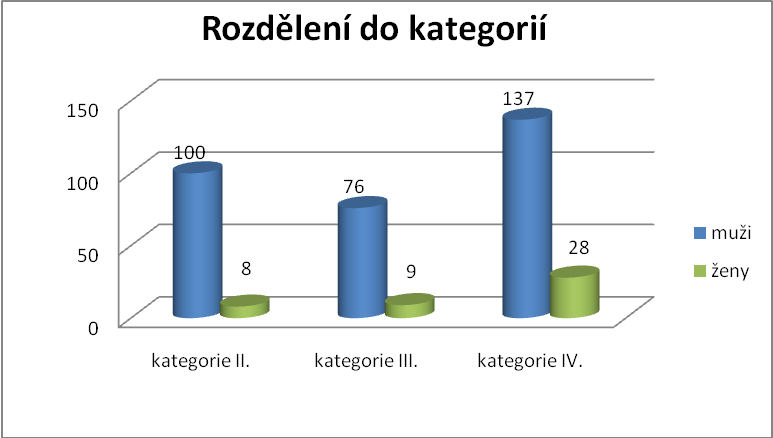 Rozdělení do kategorií
150
100
50
0
100
8
76
9
137
28
kategorie II.
kategorie III.
kategorie IV.
muži
ženy